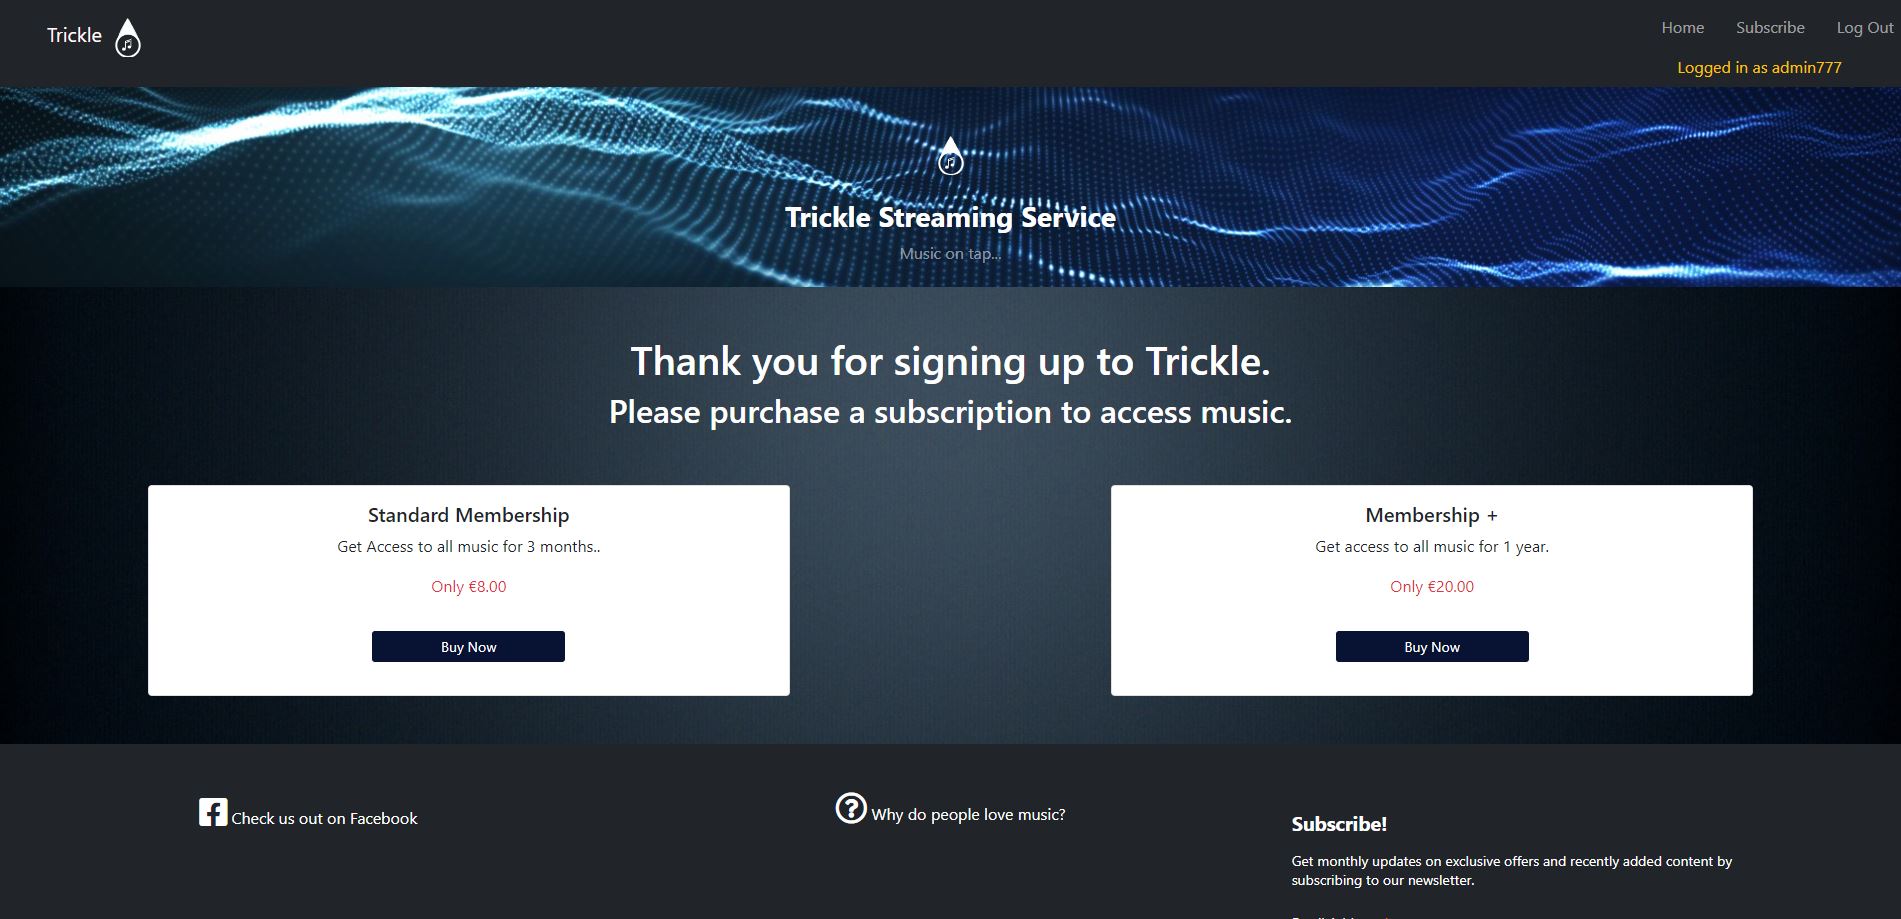 Trickle
Home Subscribe Log Out
Logged in as admin777
Trickle Streaming Service
Music on tap...
Thank you for signing up to Trickle.
Please purchase a subscription to access music.
Standard Membership
Get Access to all music for 3 months..
Only €8.00
Buy Now
Membership +
Get access to all music for 1 year.
Only €20.00
Buy Now
Check us out on Facebook
Why do people love music?
Subscribe!
Get monthly updates on exclusive offers and recently added content by
subscribing to our newsletter.